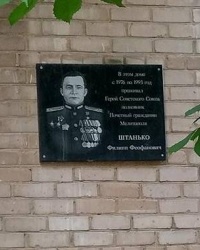 В этом доме
с 1976 по 1993 год
проживал
Герой Советского Союза
полковник
Почетный гражданин
Мелитополя
ШТАНЬКО
Филипп Феофанович